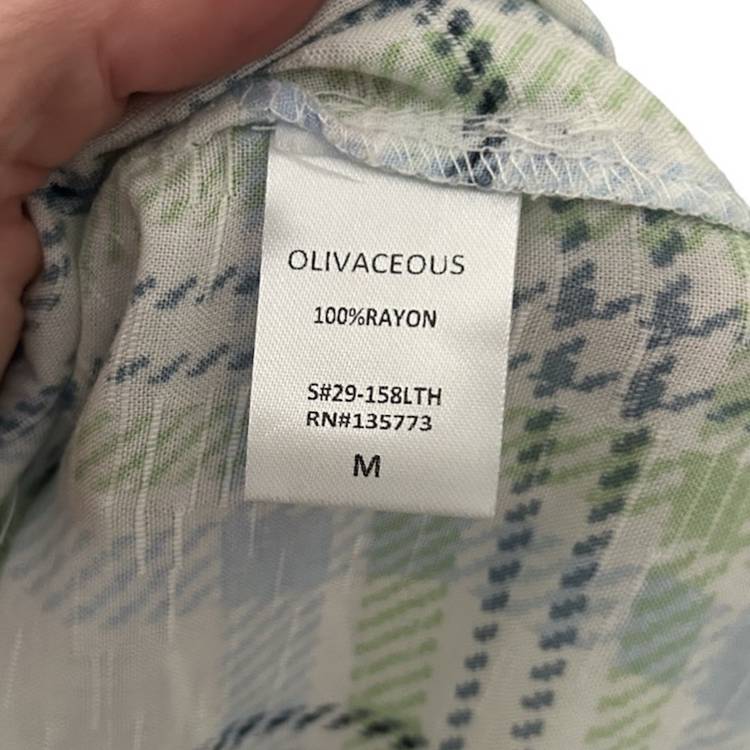 OLIVACEOUS
100%RAYON
S#29-158LTH
RN#135773
M